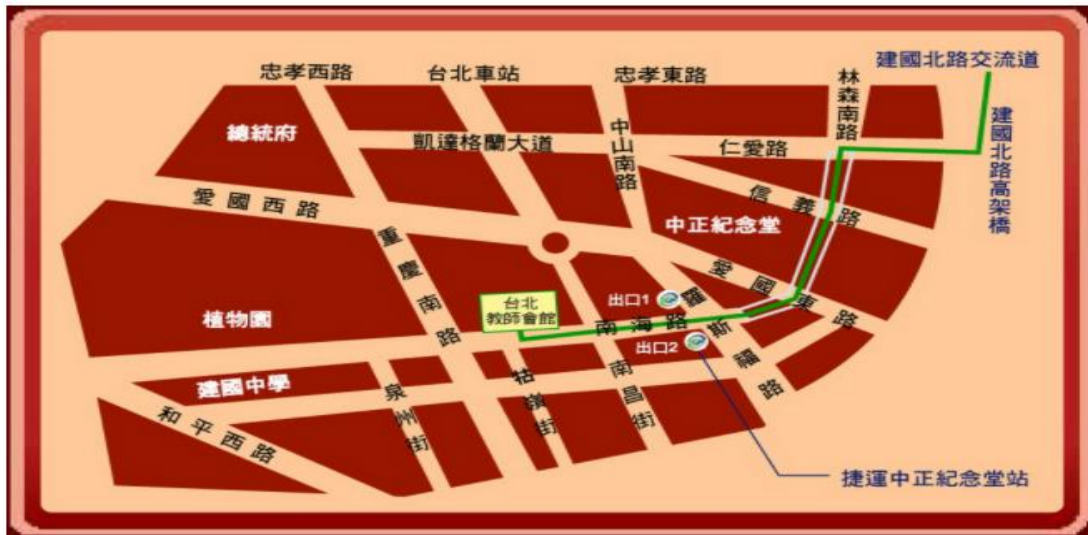 建國北路交流道
忠孝西路
台北車站
忠孝東路
林森南路
建國北路高架橋
總統府
凱達格蘭大道
中山南路
仁愛路
愛國西路
信義路
中正紀念堂
重慶南路
愛國東路
植物園
台北
教師會館
出口1
羅斯福路
南海路
出口2
建國中學
泉州街
牯嶺街
南昌街
和平西路
捷運中正紀念堂站